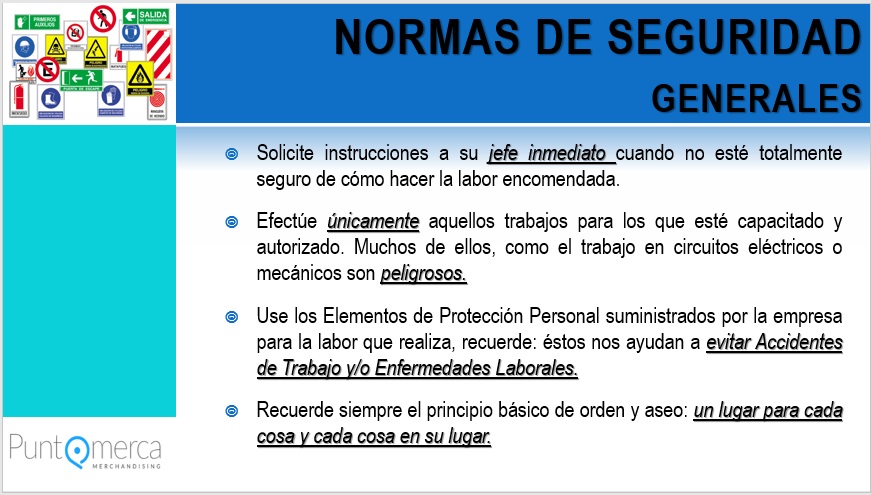 PRIMEROS
AUXILIOS
SALIDA
DE EMERGENCIA
PELIGRO
PUERTA DE ESCAPE
NORMAS DE SEGURIDAD
GENERALES
Solicite instrucciones a su jefe inmediato cuando no esté totalmente
seguro de cómo hacer la labor encomendada.
Efectúe únicamente aquellos trabajos para los que esté capacitado y
autorizado. Muchos de ellos, como el trabajo en circuitos eléctricos o
mecánicos son peligrosos.
Use los Elementos de Protección Personal suministrados por la empresa
para la labor que realiza, recuerde: éstos nos ayudan a evitar Accidentes
de Trabajo y/o Enfermedades Laborales.
Recuerde siempre el principio básico de orden y aseo: un lugar para cada
cosa y cada cosa en su lugar.
Puntomerca
MERCHANDISING